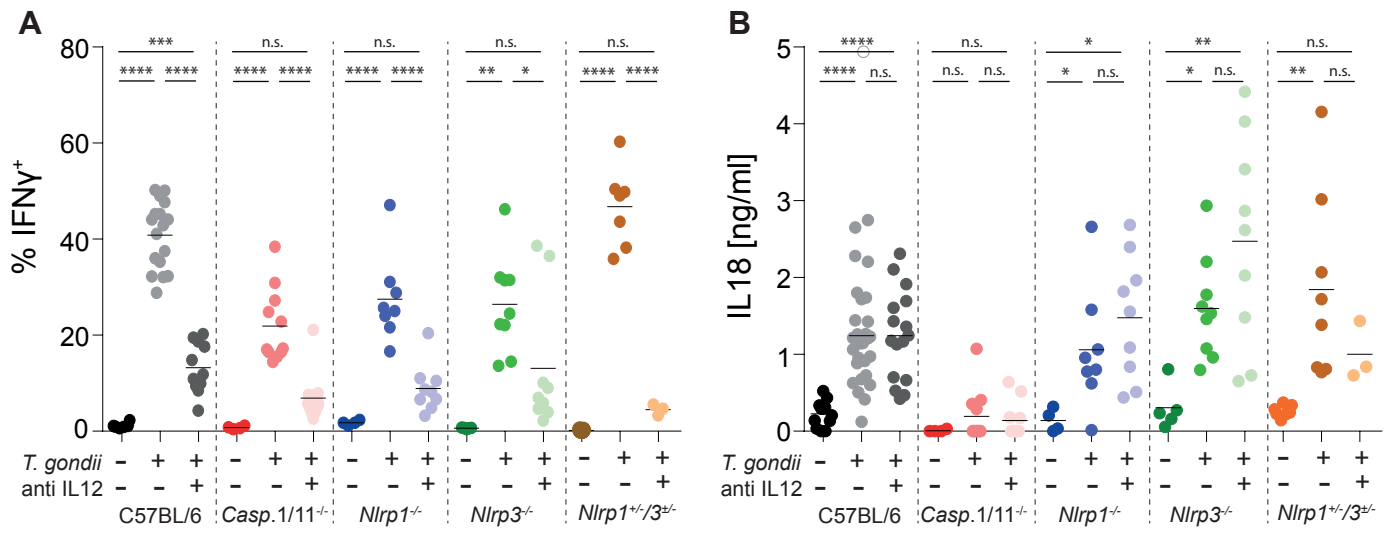 A
B
*** n.s. n.s. n.s. n.s.
**** **** **** **** **** **** ** * **** ****
**** n.s. * ** n.s.
**** n.s. n.s. n.s. * n.s. * n.s. ** n.s.
% IFNγ⁺
80
60
40
20
0
IL18 [ng/ml]
5
4
3
2
1
0
T. gondii − + + − + + − + + − + + − + +
anti IL12 − − + − − + − − + − − + − − +
C57BL/6 Casp.1/11⁻/⁻ Nlrp1⁻/⁻ Nlrp3⁻/⁻ Nlrp1⁺/⁻/3±/⁻
T. gondii − + + − + + − + + − + + − + +
anti IL12 − − + − − + − − + − − + − − +
C57BL/6 Casp.1/11⁻/⁻ Nlrp1⁻/⁻ Nlrp3⁻/⁻ Nlrp1⁺/⁻/3±/⁻